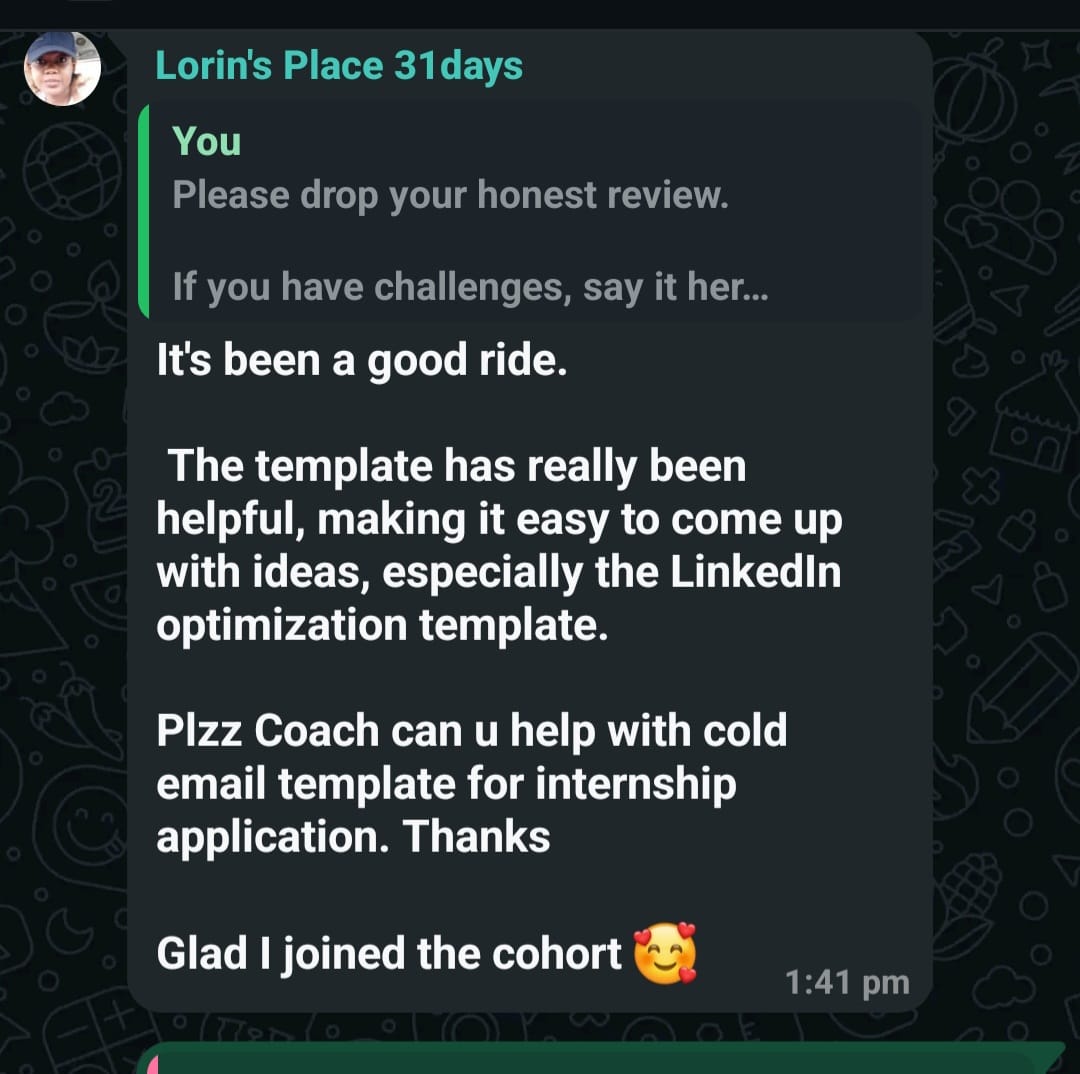 Lorin's Place 31days
You
Please drop your honest review.
If you have challenges, say it her...
It's been a good ride.
The template has really been
helpful, making it easy to come up
with ideas, especially the LinkedIn
optimization template.
Plzz Coach can u help with cold
email template for internship
application. Thanks
Glad I joined the cohort 🥰
1:41 pm